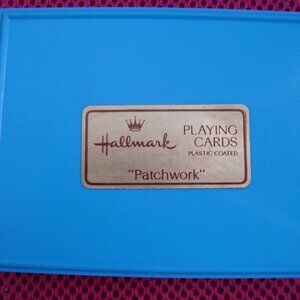 Hallmark
PLAYING
CARDS
PLASTIC COATED
"Patchwork"